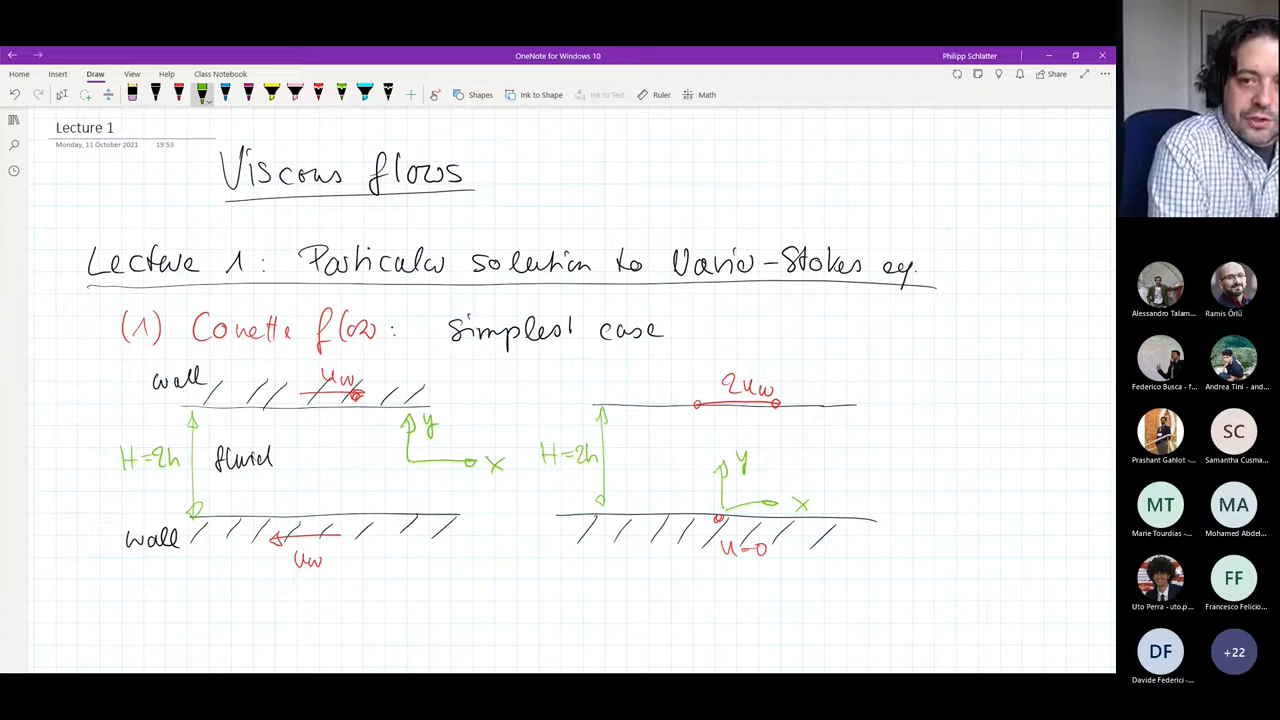 OneNote for Windows 10
Philipp Schlatter
Home Insert Draw View Help Class Notebook
Share
Shapes Ink to Shape Ink to Text Ruler Math
Lecture 1
Monday, 11 October 2021 19:53
Viscous flows
Lecture 1: Particular solution to Navier-Stokes eq.
(1) Couette flow: simplest case
wall uw
2uw
y
H=2h fluid x
H=2h y
x
wall
uw
u=0
Alessandro Talam... Ramis Örlü
Federico Busca - f... Andrea Tini - and...
SC
Prashant Gahlot -... Samantha Cusma...
MT MA
Marie Tourdias - ... Mohamed Abdel...
FF
Uto Perra - uto.p... Francesco Felicio...
DF +22
Davide Federici -...